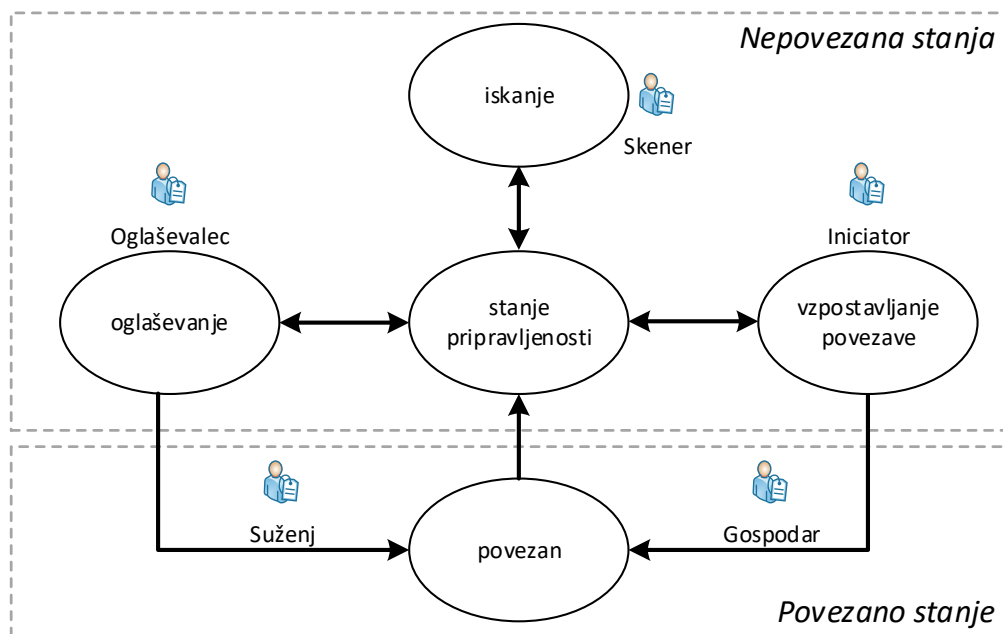 Nepovezana stanja
iskanje
Skener
Oglaševalec
Iniciator
oglaševanje
stanje
pripravljenosti
vzpostavljanje
povezave
Suženj
povezan
Gospodar
Povezano stanje